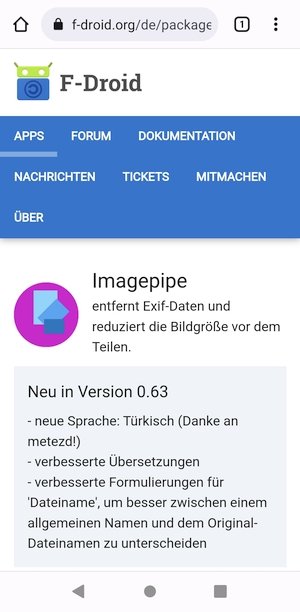 f-droid.org/de/package
1
F-Droid
APPS FORUM DOKUMENTATION
NACHRICHTEN TICKETS MITMACHEN
ÜBER
Imagepipe
entfernt Exif-Daten und
reduziert die Bildgröße vor dem
Teilen.
Neu in Version 0.63
- neue Sprache: Türkisch (Danke an
metezd!)
- verbesserte Übersetzungen
- verbesserte Formulierungen für
'Dateiname', um besser zwischen einem
allgemeinen Namen und dem Original-
Dateinamen zu unterscheiden